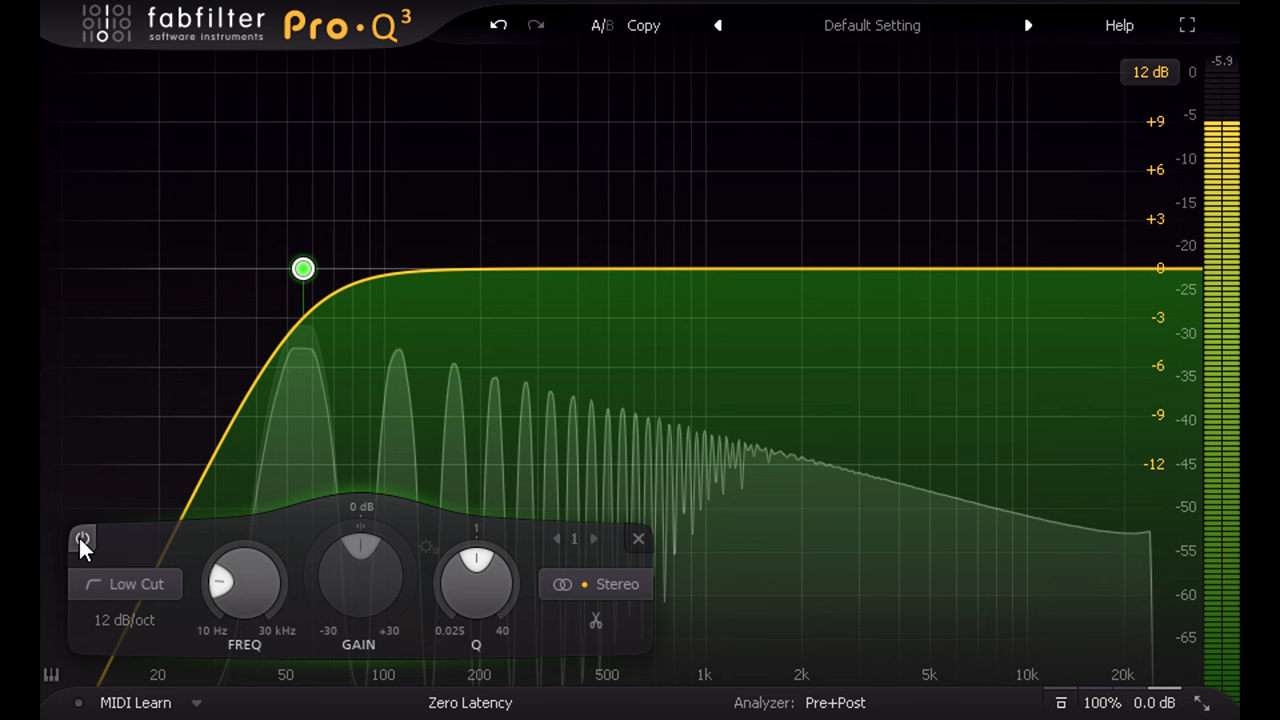 fabfilter
software instruments
Pro·Q³
A/B Copy
Default Setting
Help
12 dB
-5.9
0
+9 -5
+6 -10
+3 -15
-20
0 -25
-3 -30
-6 -35
-9 -40
-12 -45
-50
-55
-60
-65
0 dB
1
1
Low Cut
Stereo
12 dB/oct
10 Hz 30 kHz
FREQ
-30 +30
GAIN
0.025 40
Q
20 50 100 200 500 1k 2k 5k 10k 20k
MIDI Learn
Zero Latency
Analyzer: Pre+Post
100% 0.0 dB